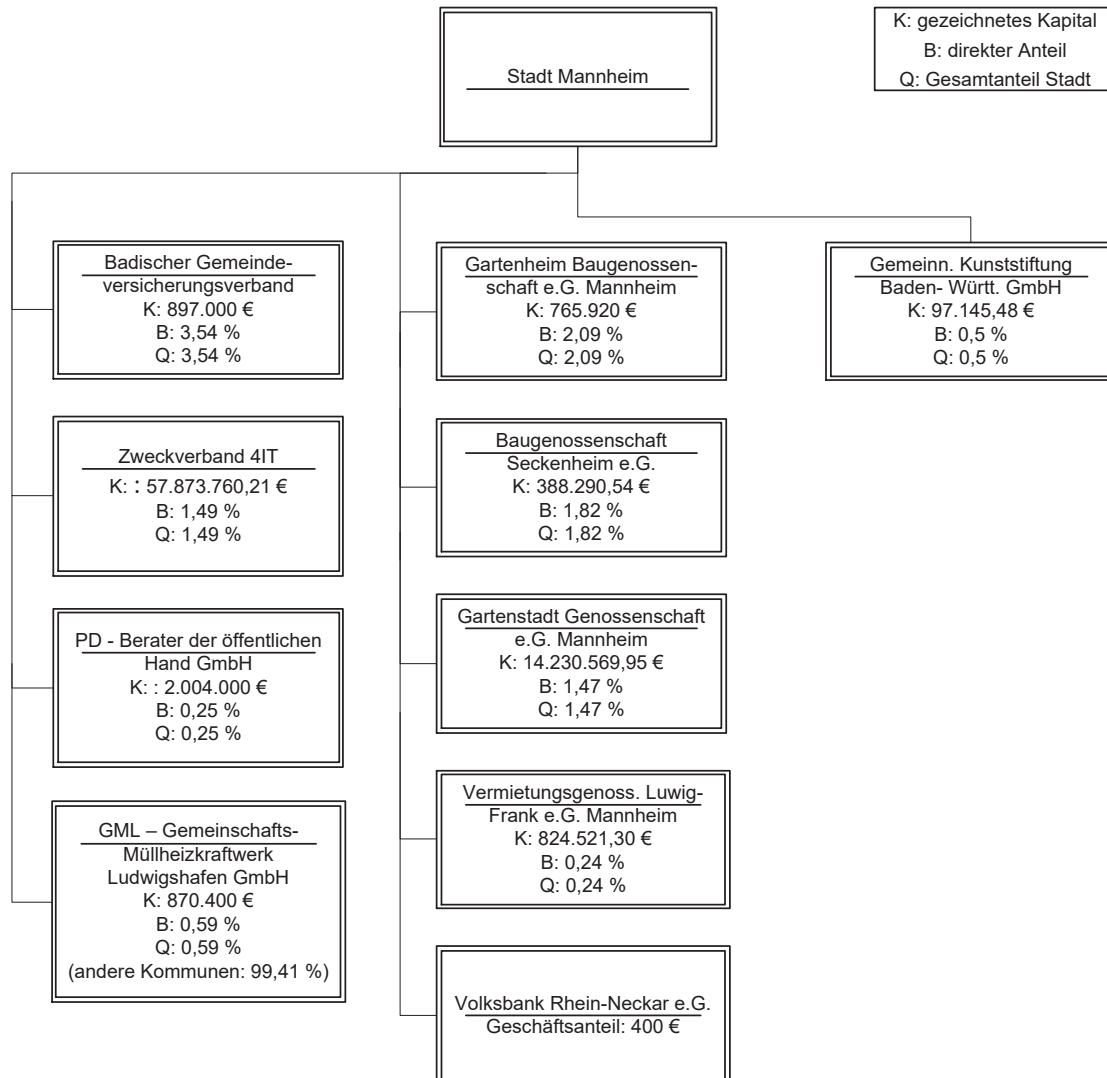 Stadt Mannheim
K: gezeichnetes Kapital
B: direkter Anteil
Q: Gesamtanteil Stadt
Badischer Gemeinde-
versicherungsverband
K: 897.000 €
B: 3,54 %
Q: 3,54 %
Zweckverband 4IT
K: : 57.873.760,21 €
B: 1,49 %
Q: 1,49 %
PD - Berater der öffentlichen
Hand GmbH
K: : 2.004.000 €
B: 0,25 %
Q: 0,25 %
GML – Gemeinschafts-
Müllheizkraftwerk
Ludwigshafen GmbH
K: 870.400 €
B: 0,59 %
Q: 0,59 %
(andere Kommunen: 99,41 %)
Gartenheim Baugenossen-
schaft e.G. Mannheim
K: 765.920 €
B: 2,09 %
Q: 2,09 %
Baugenossenschaft
Seckenheim e.G.
K: 388.290,54 €
B: 1,82 %
Q: 1,82 %
Gartenstadt Genossenschaft
e.G. Mannheim
K: 14.230.569,95 €
B: 1,47 %
Q: 1,47 %
Vermietungsgenoss. Luwig-
Frank e.G. Mannheim
K: 824.521,30 €
B: 0,24 %
Q: 0,24 %
Volksbank Rhein-Neckar e.G.
Geschäftsanteil: 400 €
Gemeinn. Kunststiftung
Baden- Württ. GmbH
K: 97.145,48 €
B: 0,5 %
Q: 0,5 %